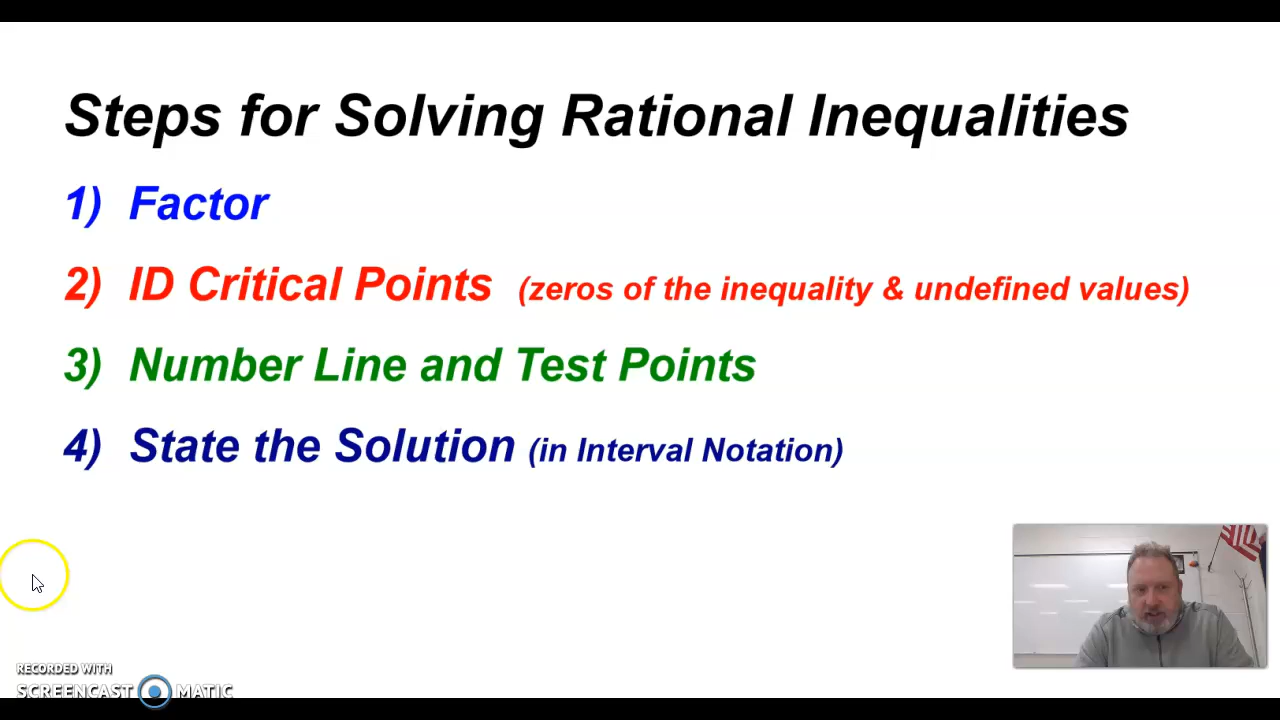 Steps for Solving Rational Inequalities
1) Factor
2) ID Critical Points (zeros of the inequality & undefined values)
3) Number Line and Test Points
4) State the Solution (in Interval Notation)
RECORDED WITH
SCREENCAST MATIC